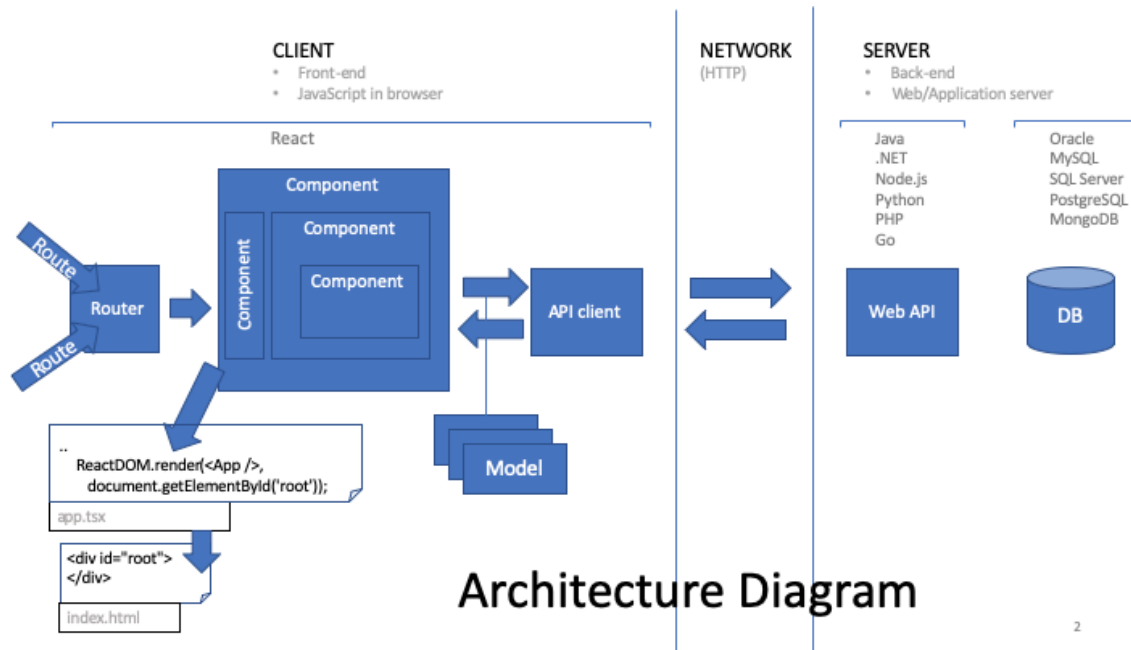 CLIENT
• Front-end
• JavaScript in browser
NETWORK
(HTTP)
SERVER
• Back-end
• Web/Application server
React
Java
.NET
Node.js
Python
PHP
Go
Oracle
MySQL
SQL Server
PostgreSQL
MongoDB
Route
Route
Router
Component
Component
Component
Component
API client
Web API
DB
Model
..
ReactDOM.render(<App />,
document.getElementById('root'));
app.tsx
<div id="root">
</div>
index.html
Architecture Diagram
2